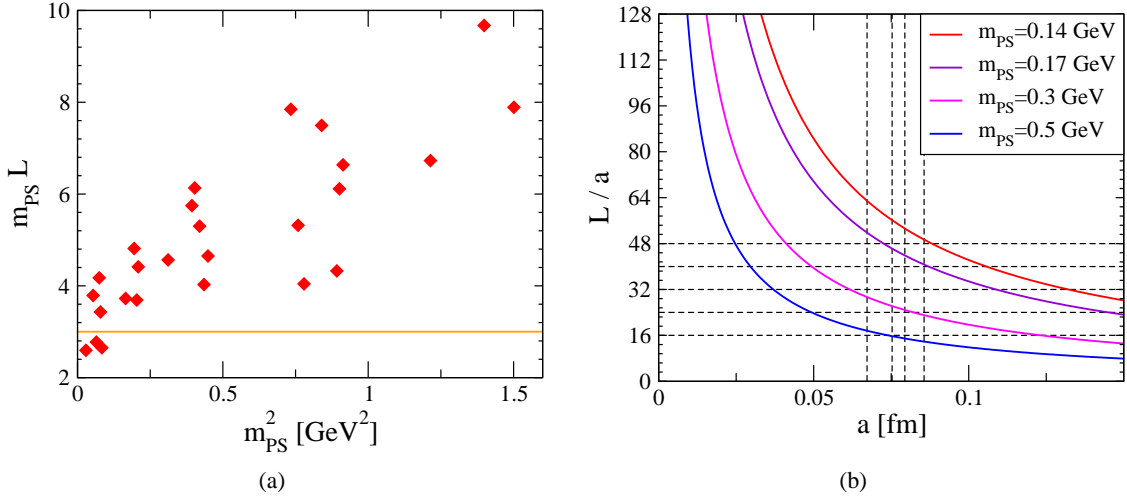 10
8
6
4
2
0
0.5
1
1.5
m_PS L
m²_PS [GeV²]
(a)
128
112
96
80
64
48
32
16
0
0
0.05
0.1
L / a
a [fm]
m_PS=0.14 GeV
m_PS=0.17 GeV
m_PS=0.3 GeV
m_PS=0.5 GeV
(b)